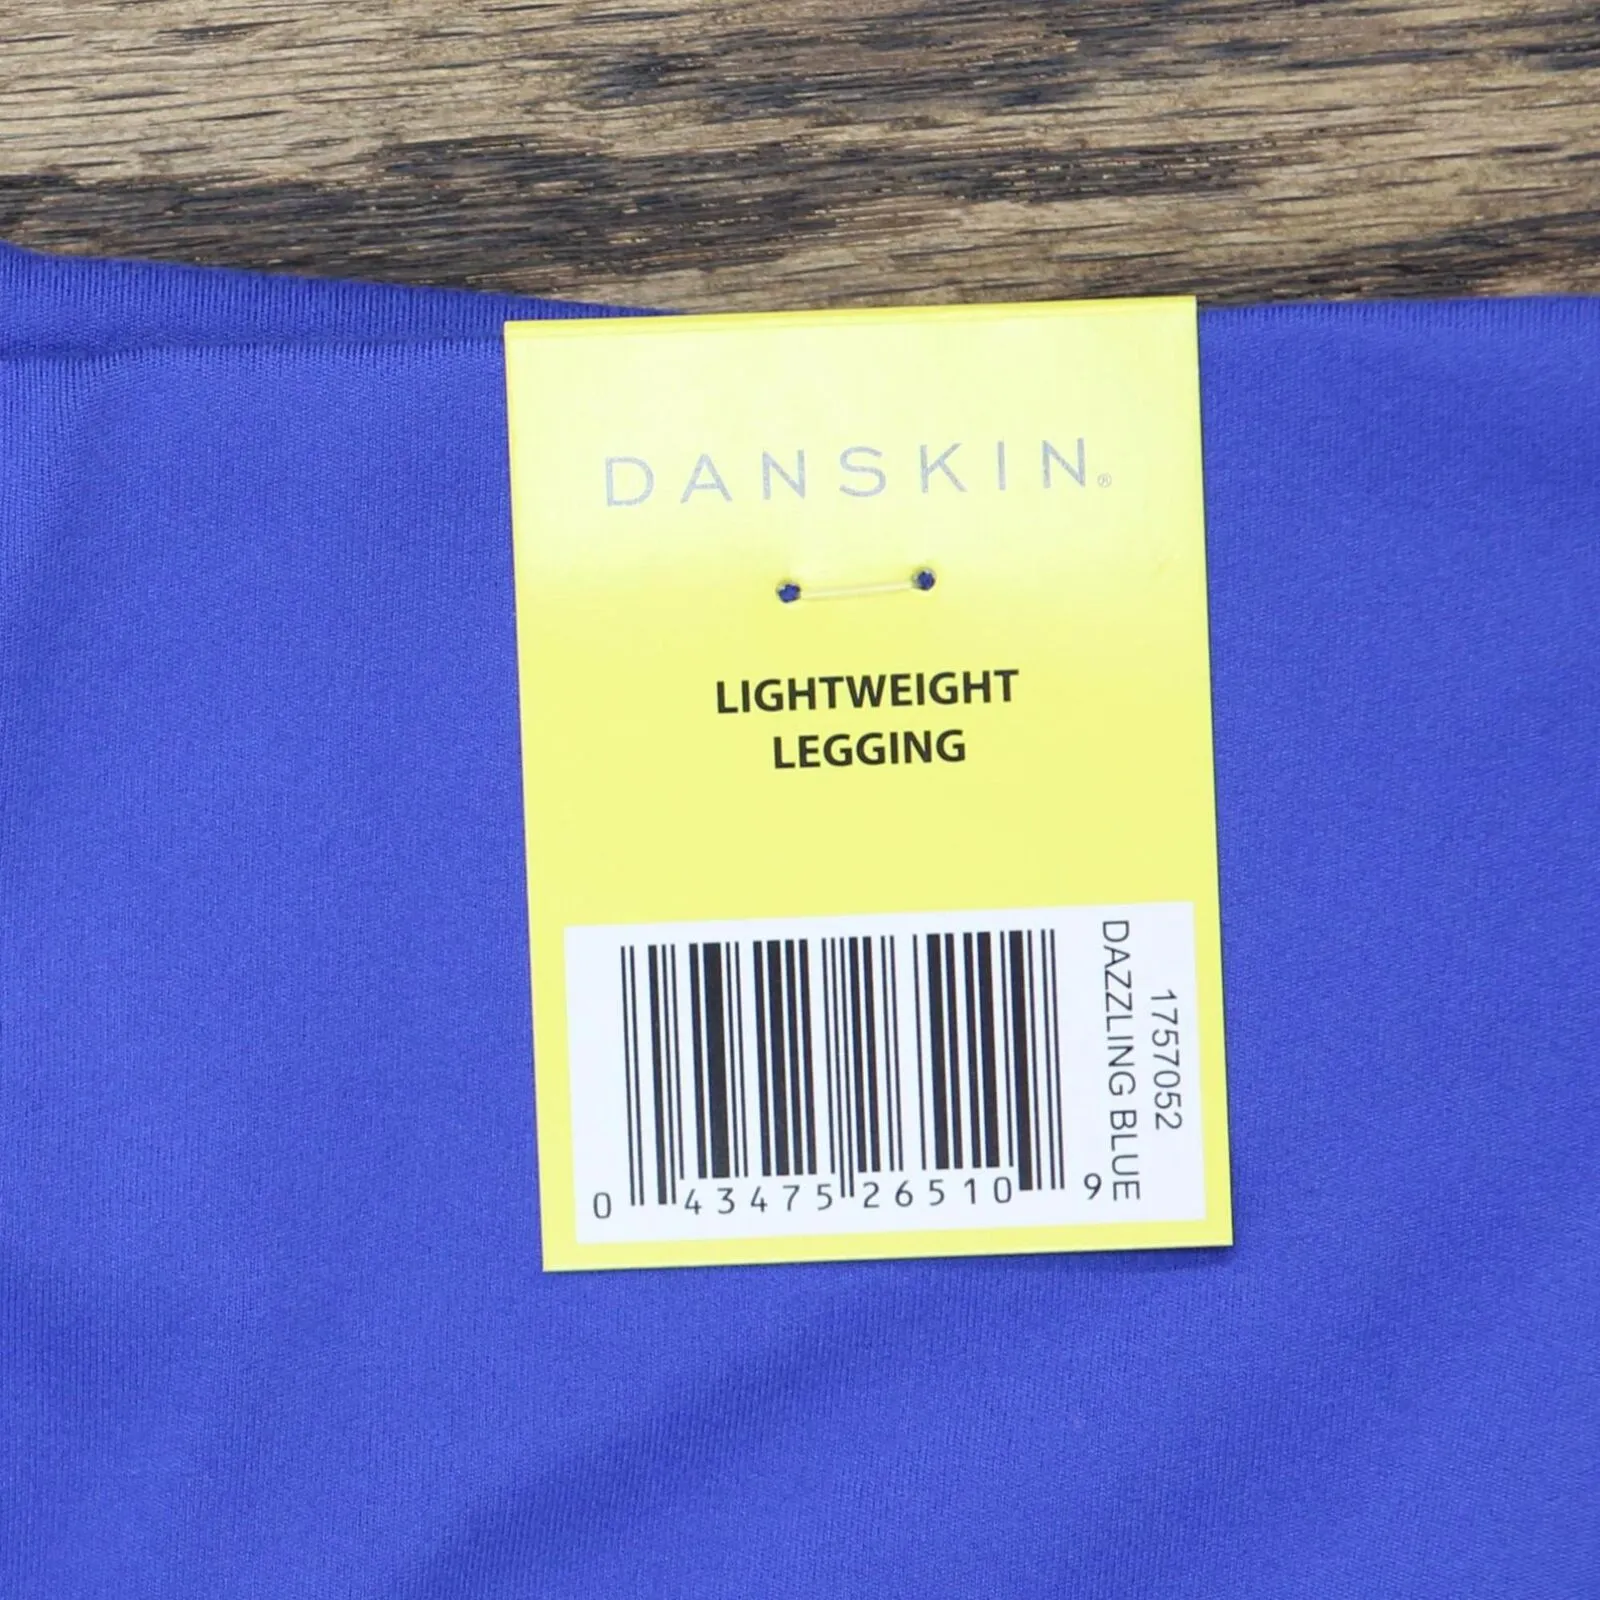 DANSKIN®
LIGHTWEIGHT
LEGGING
1757052
DAZZLING BLUE
0 43475 26510 9